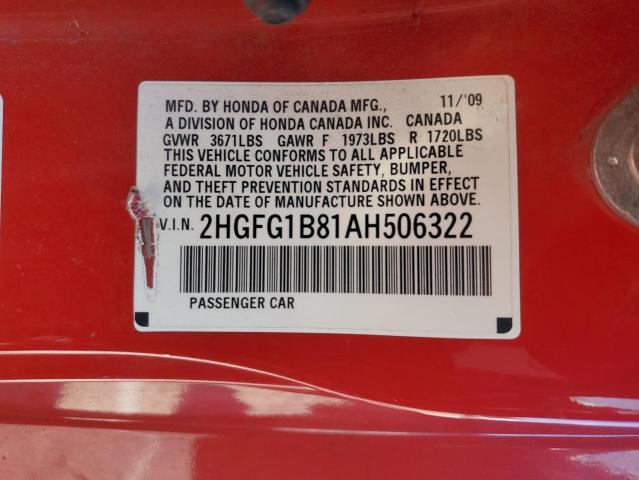 MFD. BY HONDA OF CANADA MFG., 11/'09
A DIVISION OF HONDA CANADA INC. CANADA
GVWR 3671LBS GAWR F 1973LBS R 1720LBS
THIS VEHICLE CONFORMS TO ALL APPLICABLE
FEDERAL MOTOR VEHICLE SAFETY, BUMPER,
AND THEFT PREVENTION STANDARDS IN EFFECT
ON THE DATE OF MANUFACTURE SHOWN ABOVE.
V.I.N. 2HGFG1B81AH506322
PASSENGER CAR